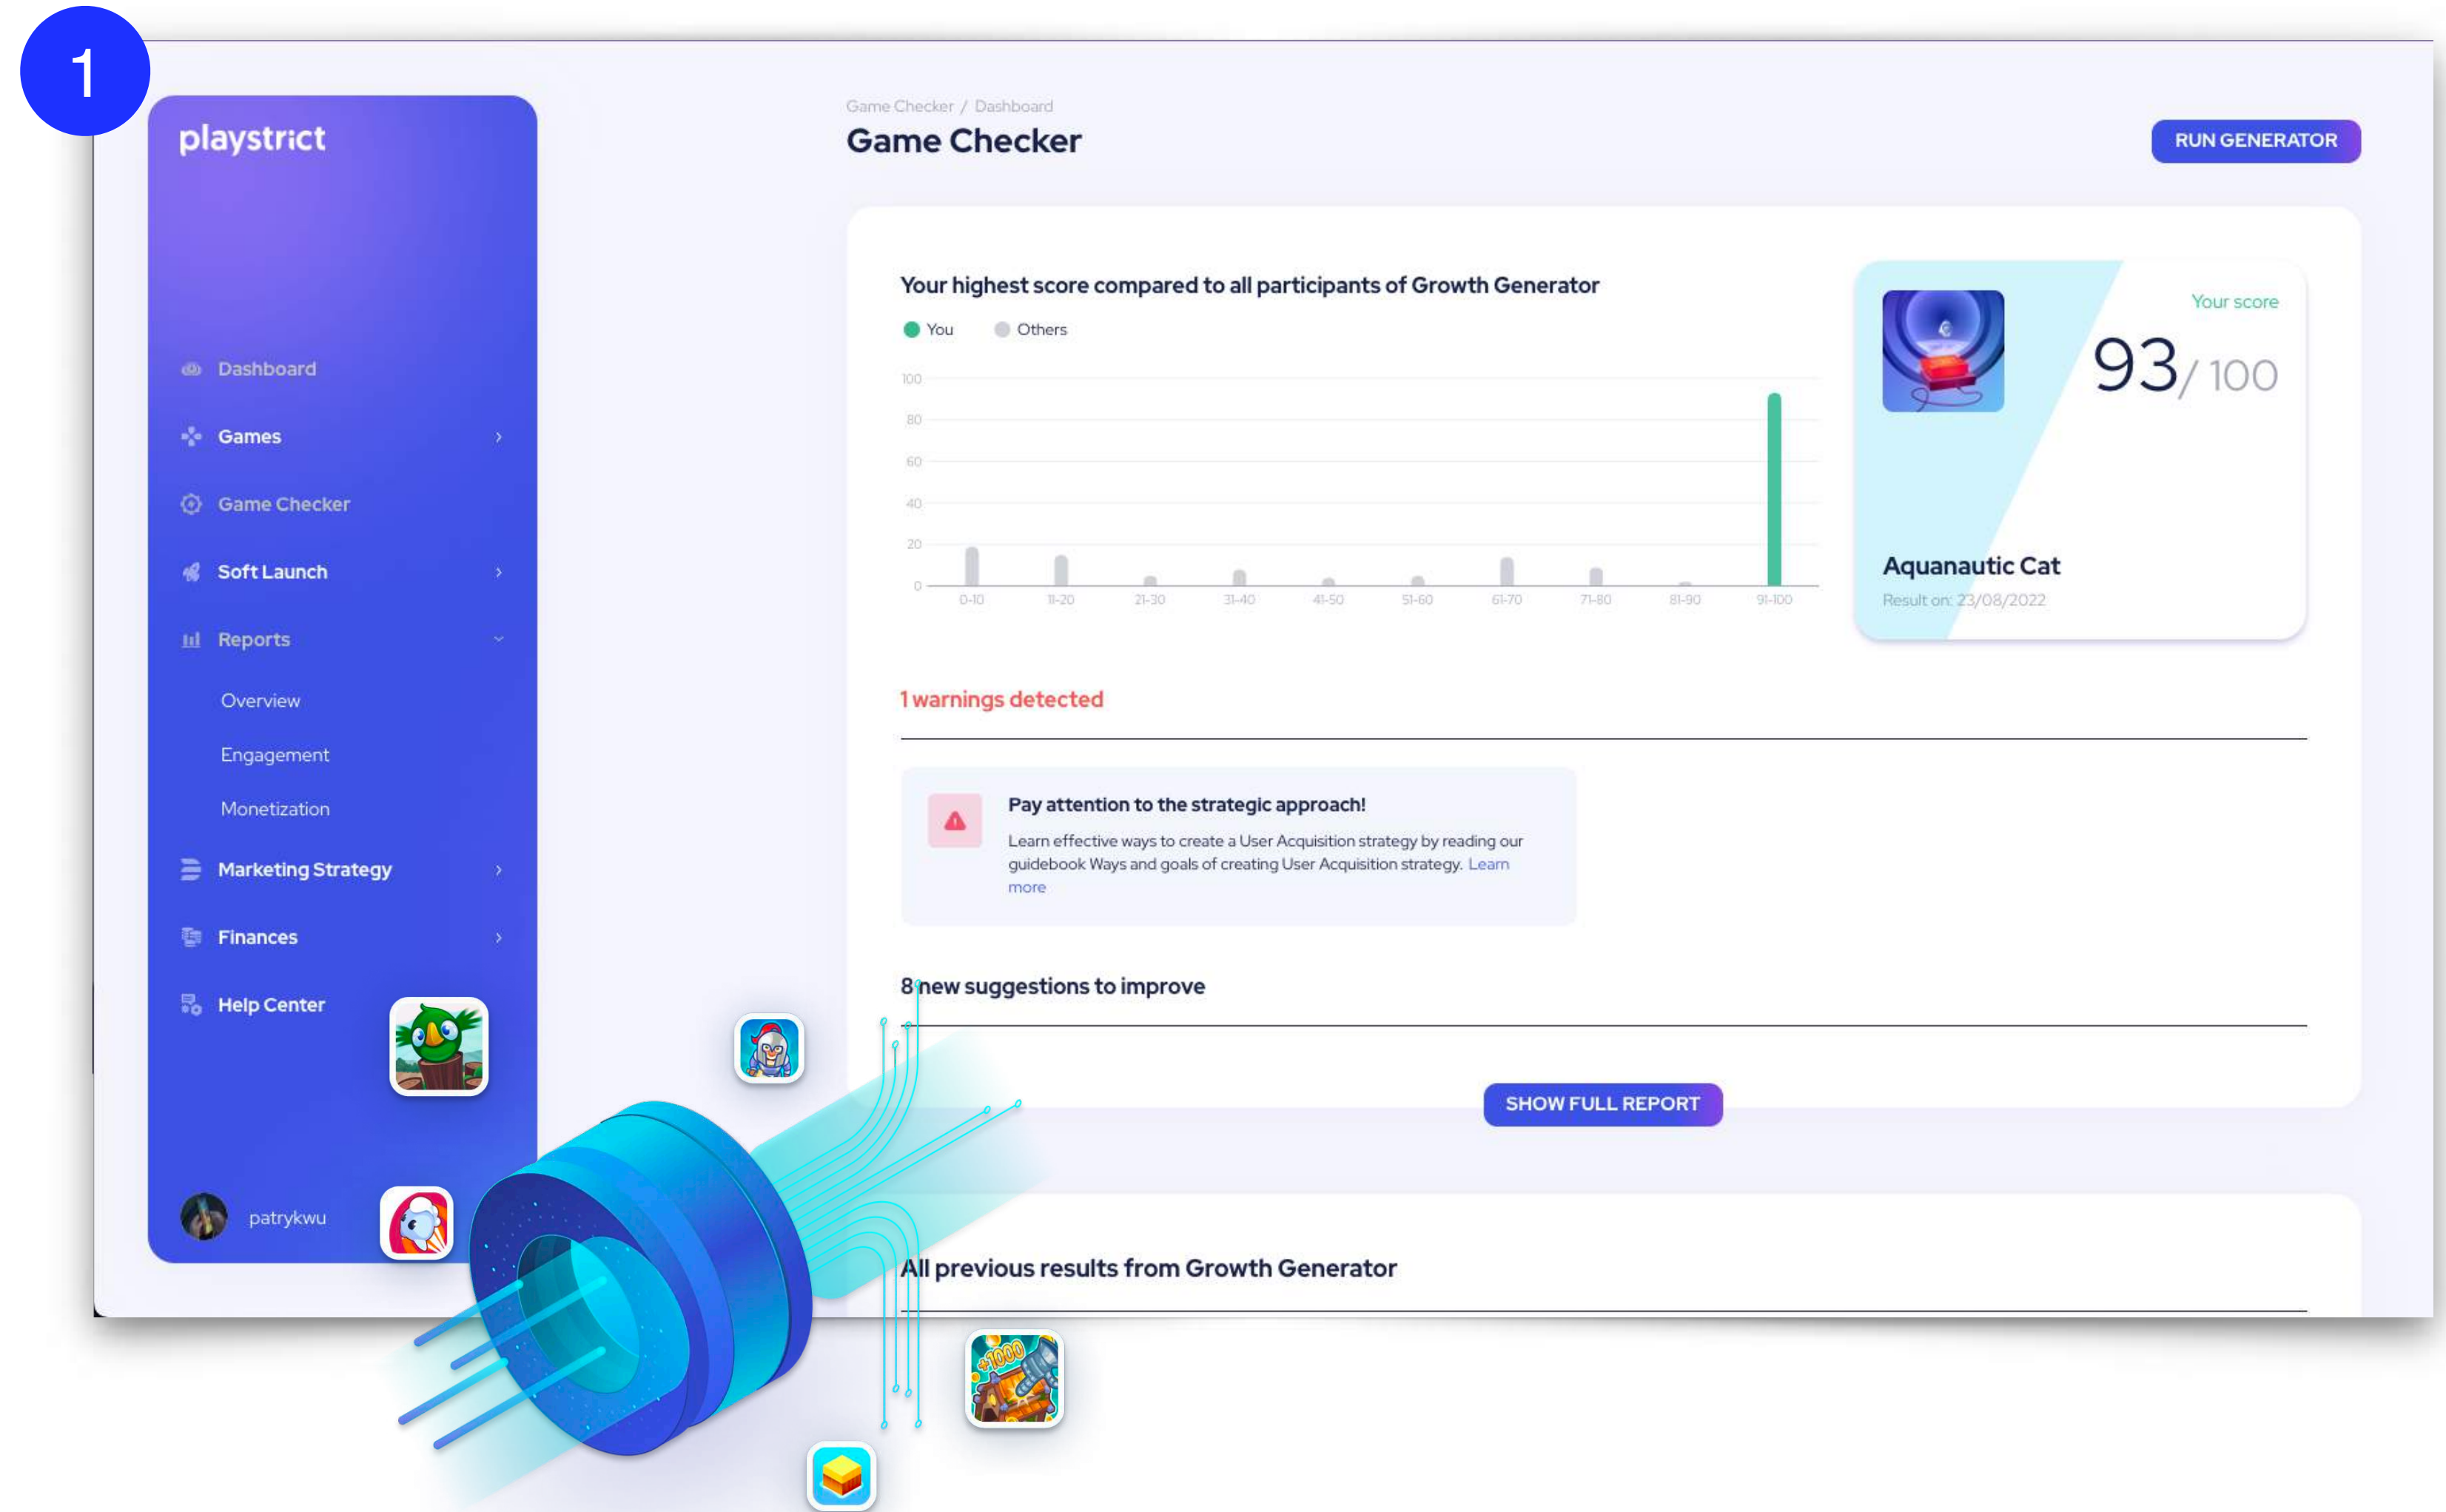 1
playstrict
Dashboard
Games
Game Checker
Soft Launch
Reports
Overview
Engagement
Monetization
Marketing Strategy
Finances
Help Center
patrykwu
Game Checker / Dashboard
Game Checker
RUN GENERATOR
Your highest score compared to all participants of Growth Generator
You
Others
100
80
60
40
20
0
0-10
11-20
21-30
31-40
41-50
51-60
61-70
71-80
81-90
91-100
Your score
93/ 100
Aquanautic Cat
Result on: 23/08/2022
1 warnings detected
Pay attention to the strategic approach!
Learn effective ways to create a User Acquisition strategy by reading our
guidebook Ways and goals of creating User Acquisition strategy. Learn
more
8 new suggestions to improve
SHOW FULL REPORT
All previous results from Growth Generator
+1000